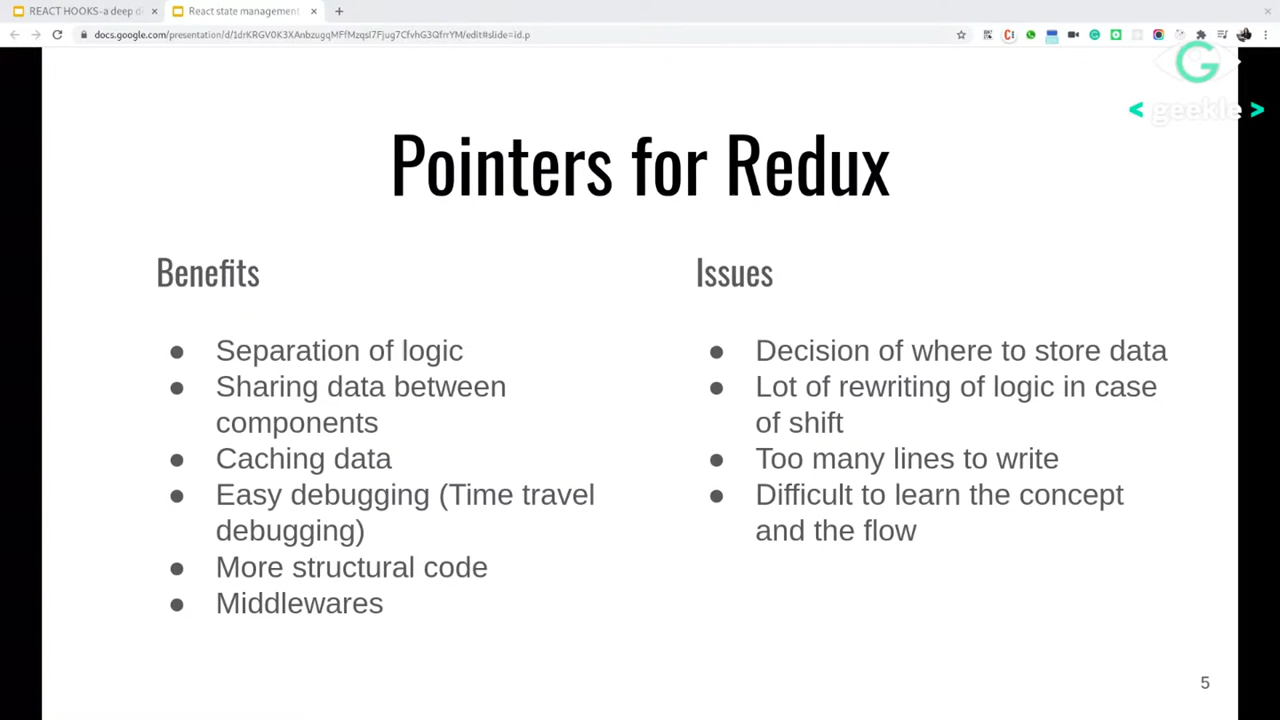 REACT HOOKS-a deep d
React state management
docs.google.com/presentation/d/1drKRGV0K3XAnbzugqMFfMzqsI7Fjug7CfvhG3QfrrYM/edit#slide=id.p
G
< geekle >
Pointers for Redux
Benefits
● Separation of logic
● Sharing data between
components
● Caching data
● Easy debugging (Time travel
debugging)
● More structural code
● Middlewares
Issues
● Decision of where to store data
● Lot of rewriting of logic in case
of shift
● Too many lines to write
● Difficult to learn the concept
and the flow
5